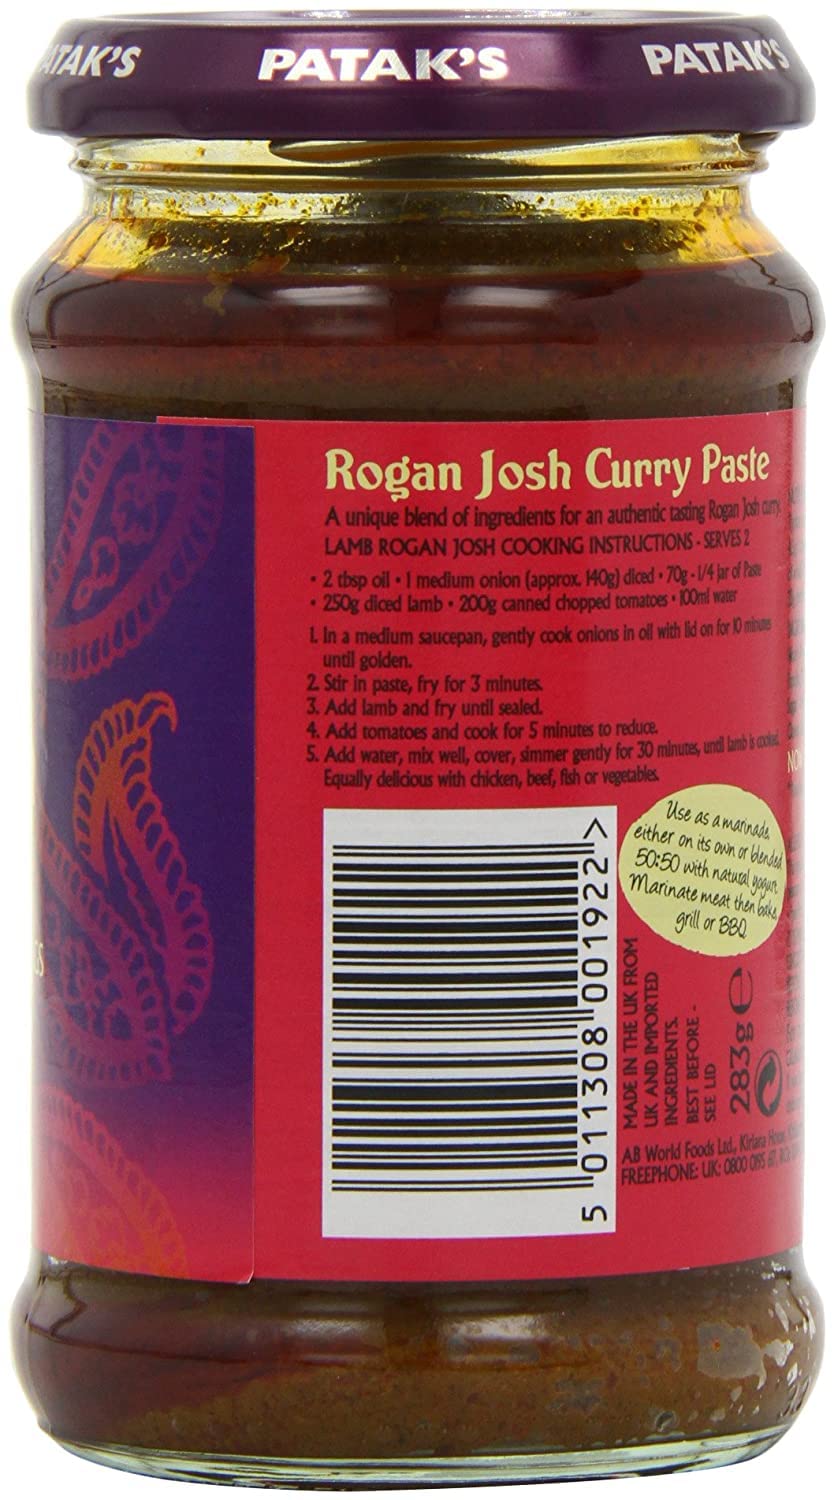 PATAK'S
PATAK'S
Rogan Josh Curry Paste
A unique blend of ingredients for an authentic tasting Rogan Josh curry.
LAMB ROGAN JOSH COOKING INSTRUCTIONS - SERVES 2
• 2 tbsp oil • 1 medium onion (approx. 140g) diced • 70g - 1/4 jar of Paste
• 250g diced lamb • 200g canned chopped tomatoes • 100ml water
1. In a medium saucepan, gently cook onions in oil with lid on for 10 minutes
until golden.
2. Stir in paste, fry for 3 minutes.
3. Add lamb and fry until sealed.
4. Add tomatoes and cook for 5 minutes to reduce.
5. Add water, mix well, cover, simmer gently for 30 minutes, until lamb is cooked.
Equally delicious with chicken, beef, fish or vegetables.
Use as a marinade,
either on its own or blended
50:50 with natural yogurt.
Marinate meat then bake,
grill or BBQ
5 011308 001922 >
MADE IN THE UK FROM
UK AND IMPORTED
INGREDIENTS.
BEST BEFORE -
SEE LID
283g e
AB World Foods Ltd., Kiribati House,
FREEPHONE: UK: 0800 0195 617,